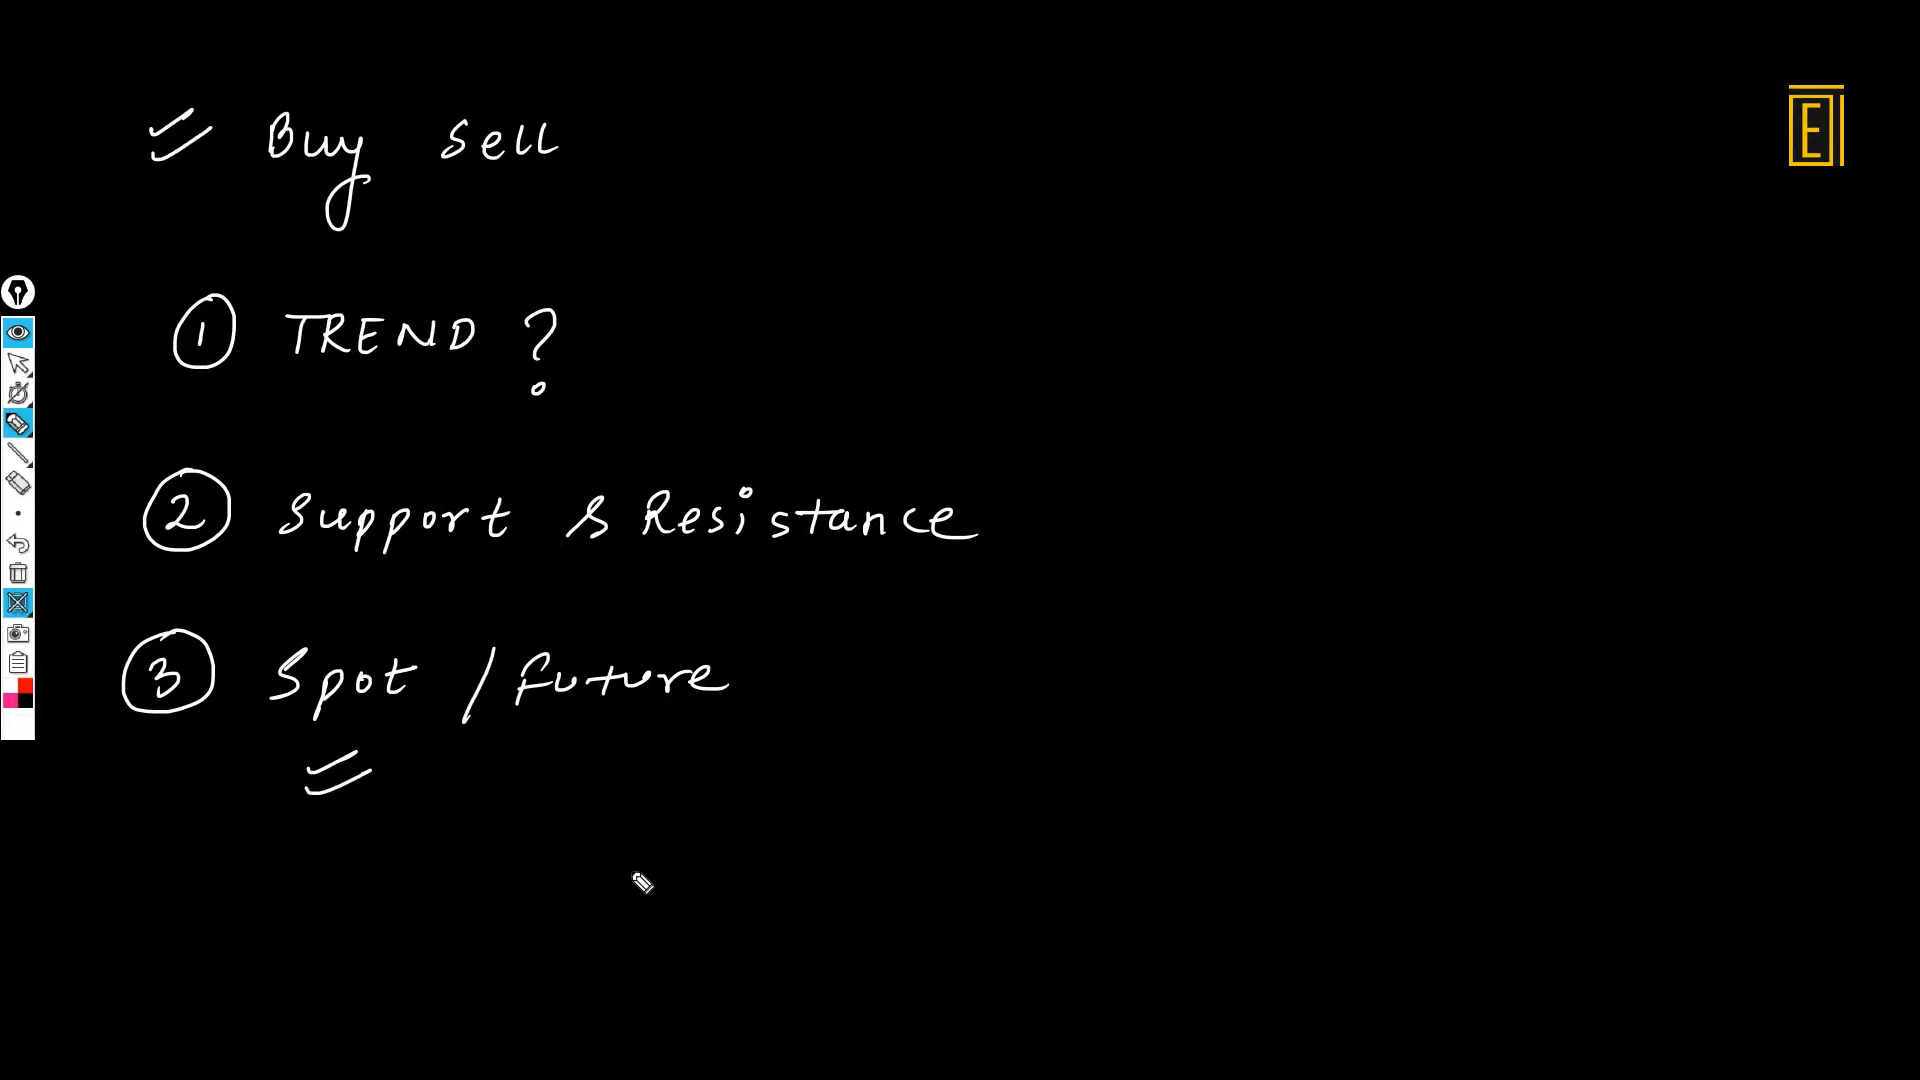 Buy Sell
E
① TREND ?
② Support & Resistance
③ Spot / Future